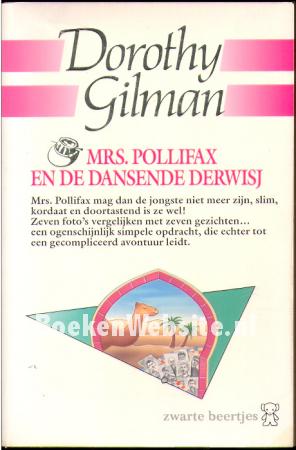 Dorothy
Gilman
MRS. POLLIFAX
EN DE DANSENDE DERWISJ
Mrs. Pollifax mag dan de jongste niet meer zijn, slim,
kordaat en doortastend is ze wel!
Zeven foto's vergelijken met zeven gezichten...
een ogenschijnlijk simpele opdracht, die echter tot
een gecompliceerd avontuur leidt.
BoekenWebsite.nl
zwarte beertjes